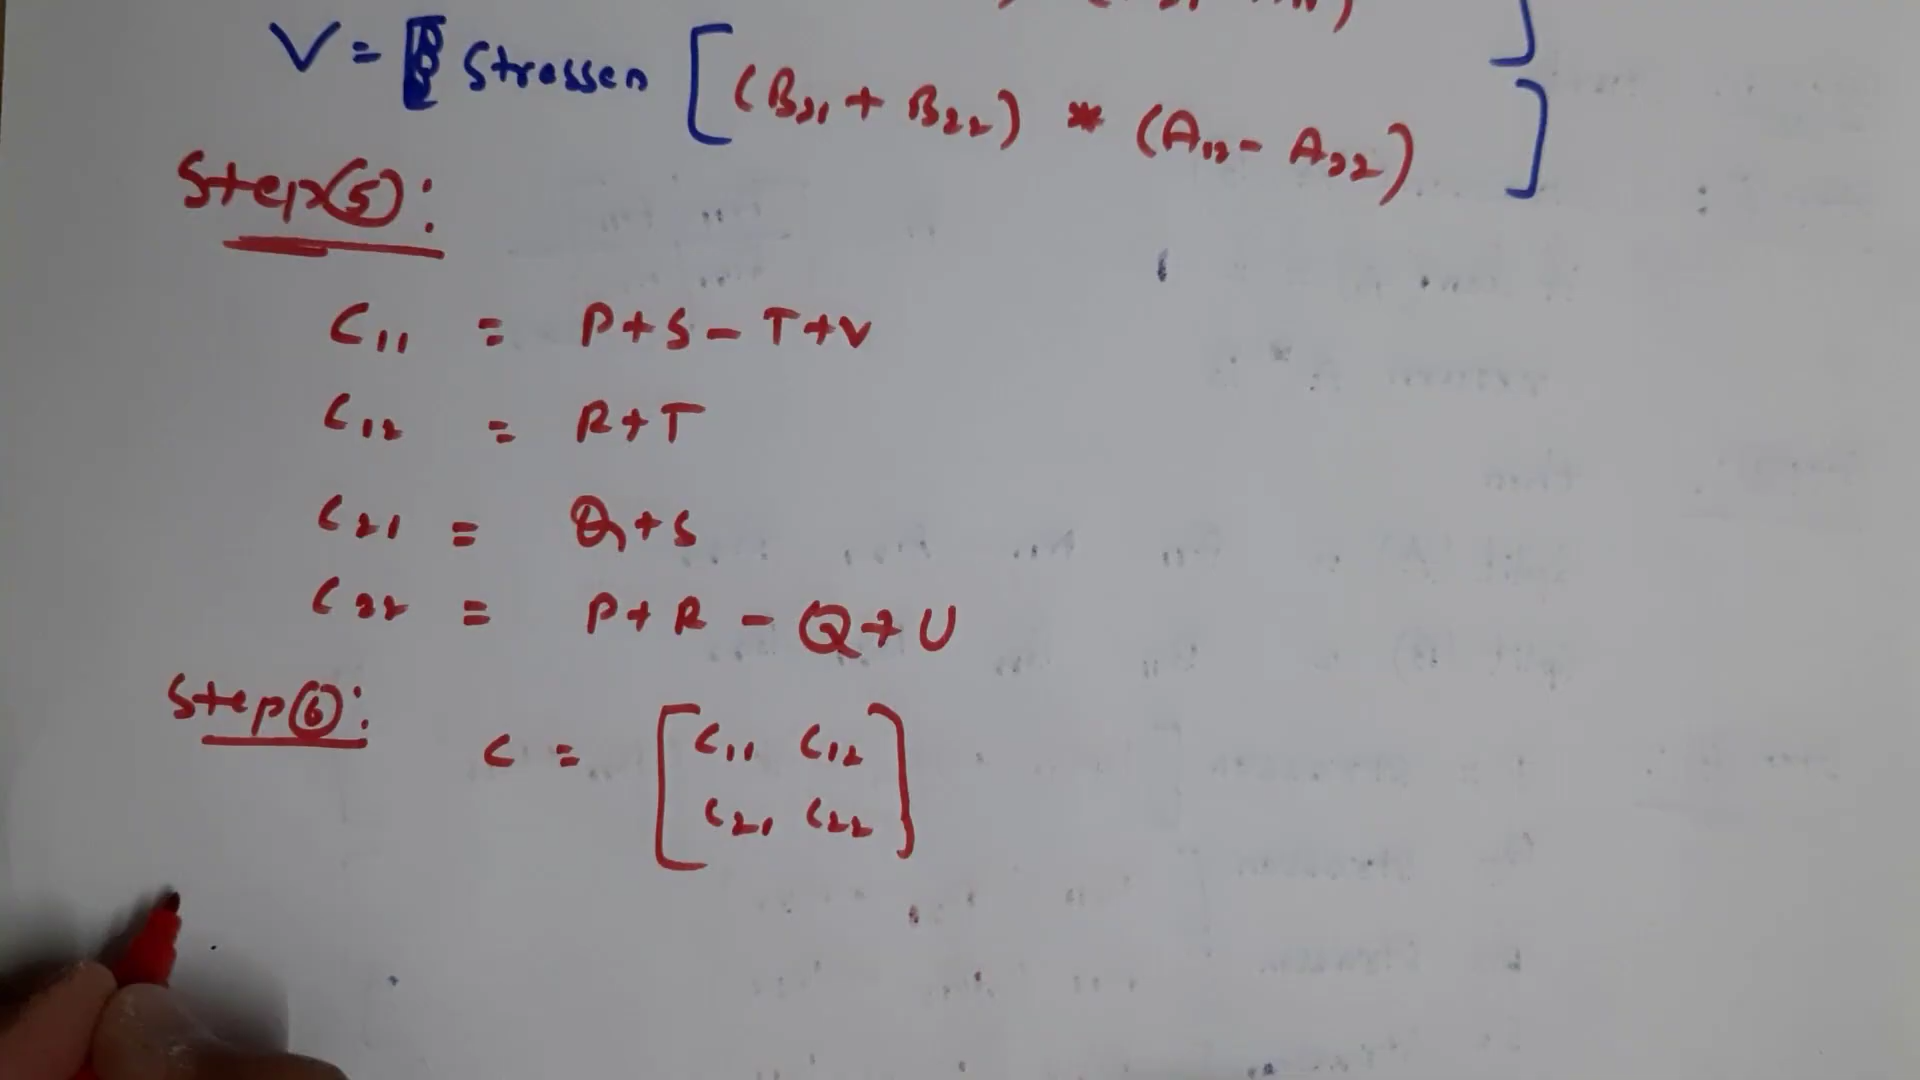 V = Strassen [ (B21 + B22) * (A12 - A22) ]
Step(5):
C11 = P+S-T+V
C12 = R+T
C21 = Q+S
C22 = P+R-Q+U
Step(6):
C = [ C11 C12
C21 C22 ]